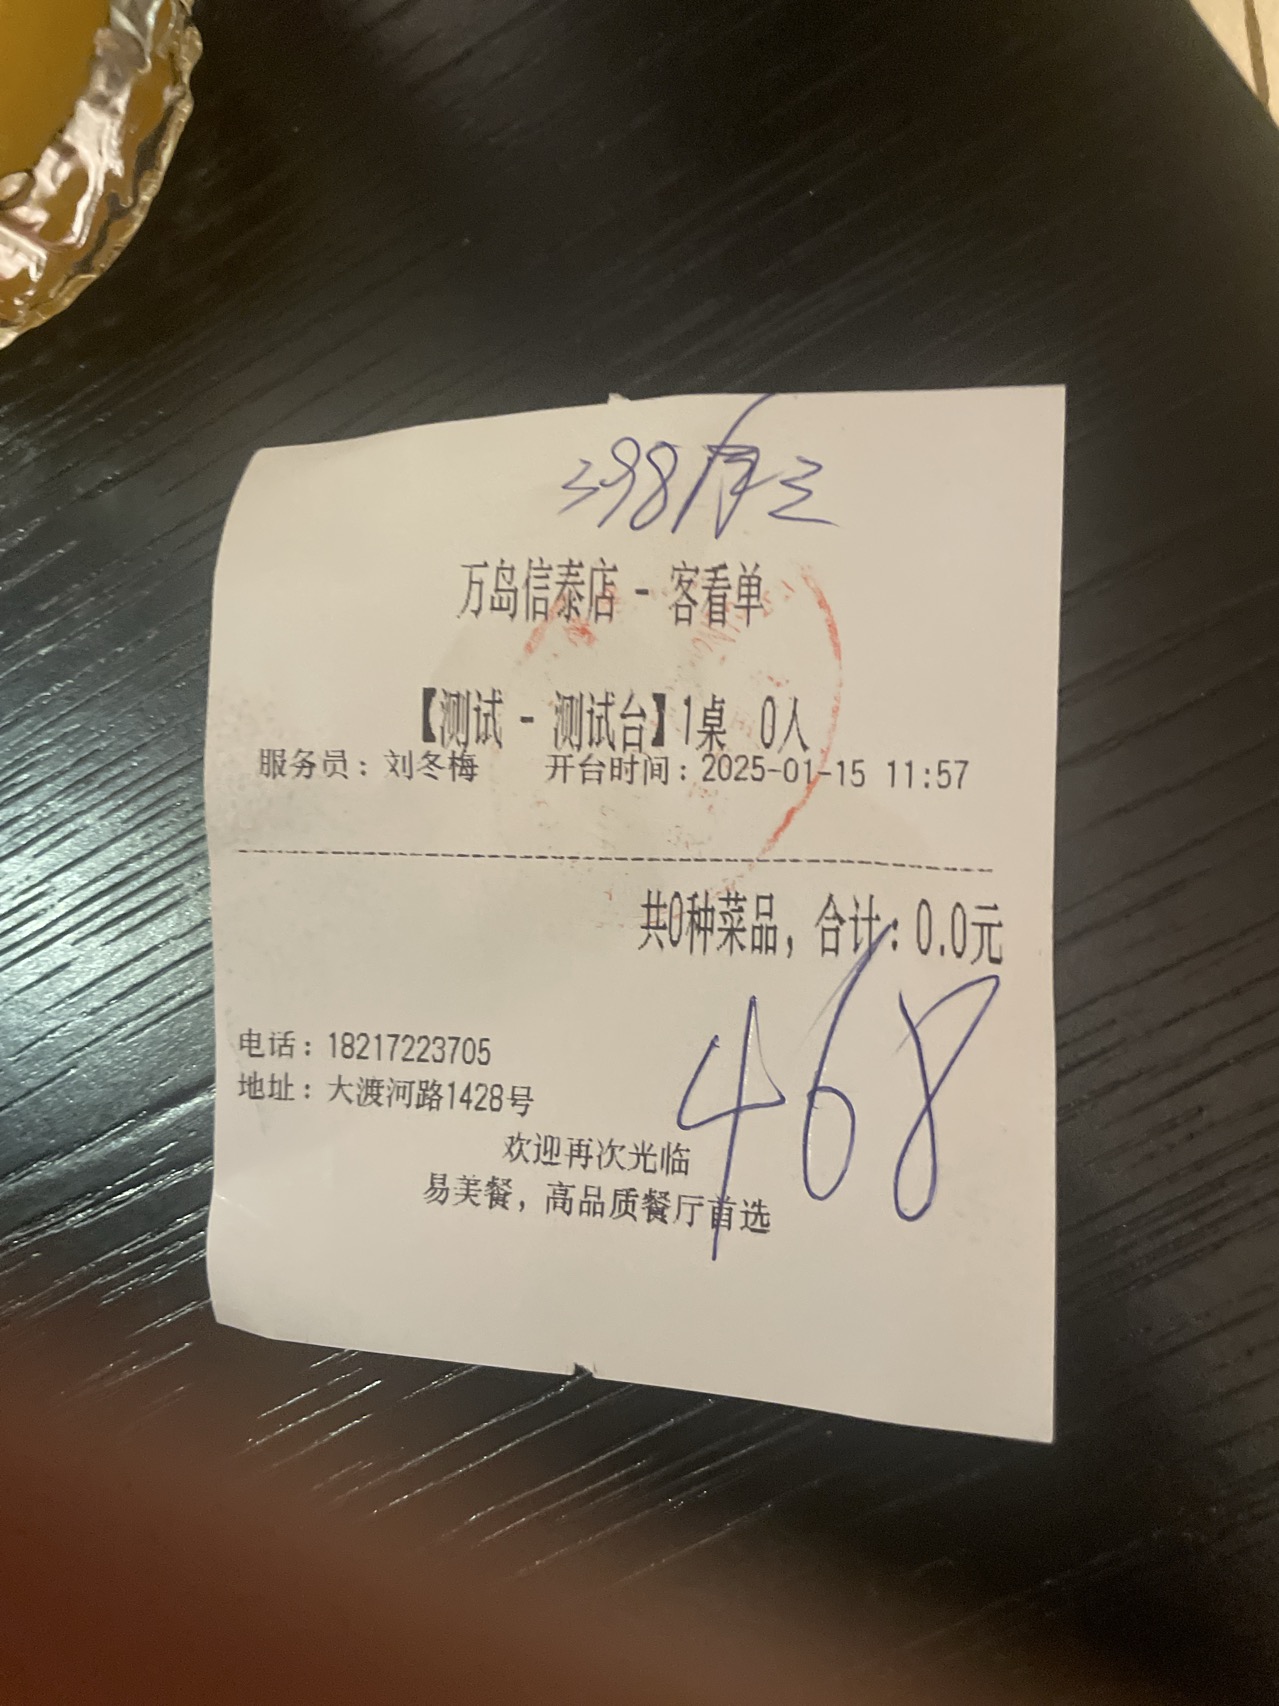 398/有三
万岛信泰店 - 客看单
【测试 - 测试台】1桌 0人
服务员：刘冬梅 开台时间：2025-01-15 11:57
共0种菜品，合计：0.0元
468
电话：18217223705
地址：大渡河路1428号
欢迎再次光临
易美餐，高品质餐厅首选